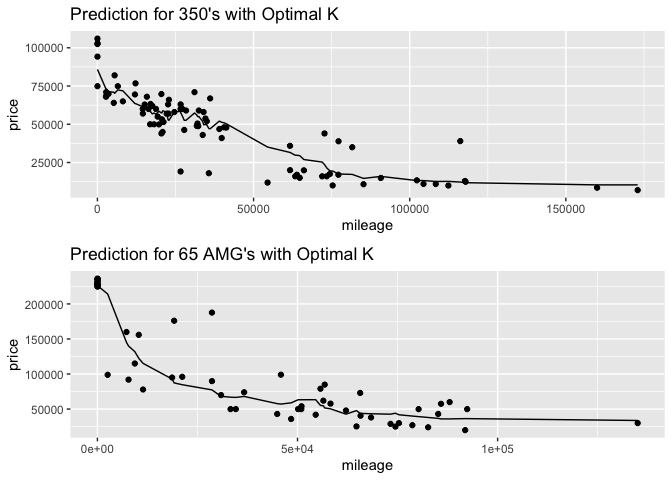 Prediction for 350's with Optimal K
100000
75000
50000
25000
price
0
50000
100000
150000
mileage
Prediction for 65 AMG's with Optimal K
200000
150000
100000
50000
price
0e+00
5e+04
1e+05
mileage